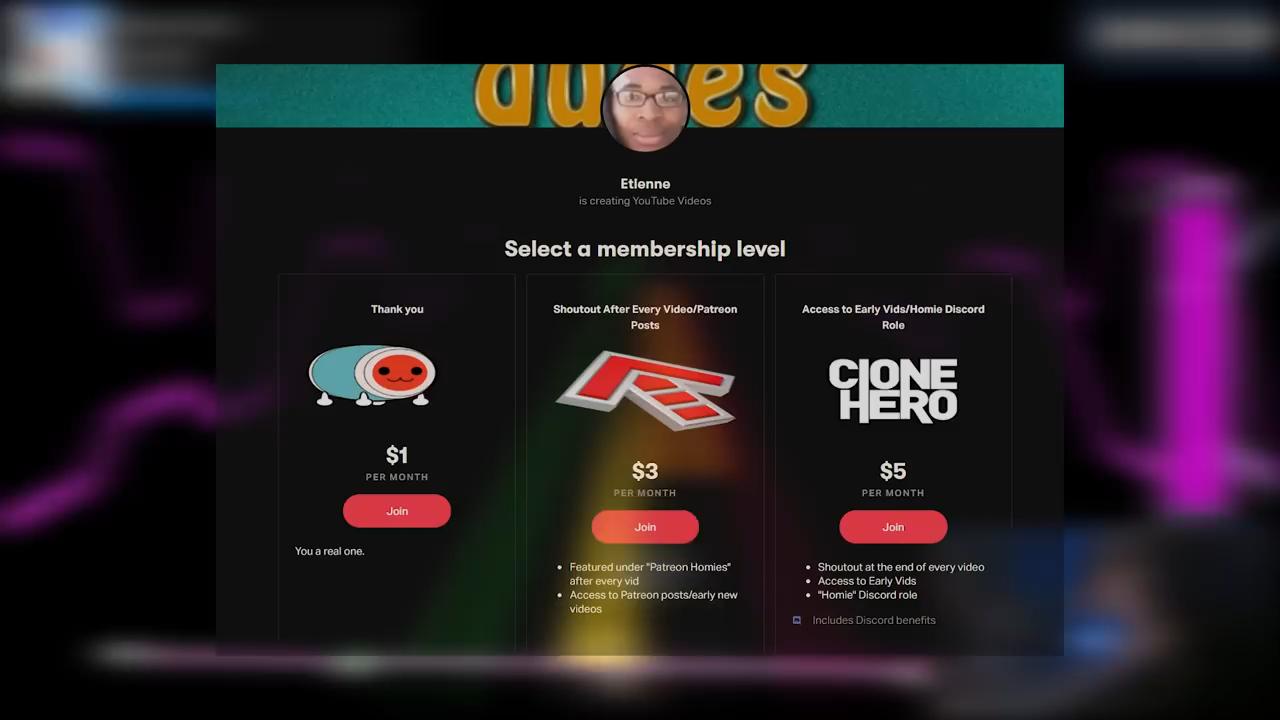 dudes
Etienne
is creating YouTube Videos
Select a membership level
Thank you
$1
PER MONTH
Join
You a real one.
Shoutout After Every Video/Patreon
Posts
$3
PER MONTH
Join
• Featured under "Patreon Homies"
after every vid
• Access to Patreon posts/early new
videos
Access to Early Vids/Homie Discord
Role
CLONE
HERO
$5
PER MONTH
Join
• Shoutout at the end of every video
• Access to Early Vids
• "Homie" Discord role
Includes Discord benefits